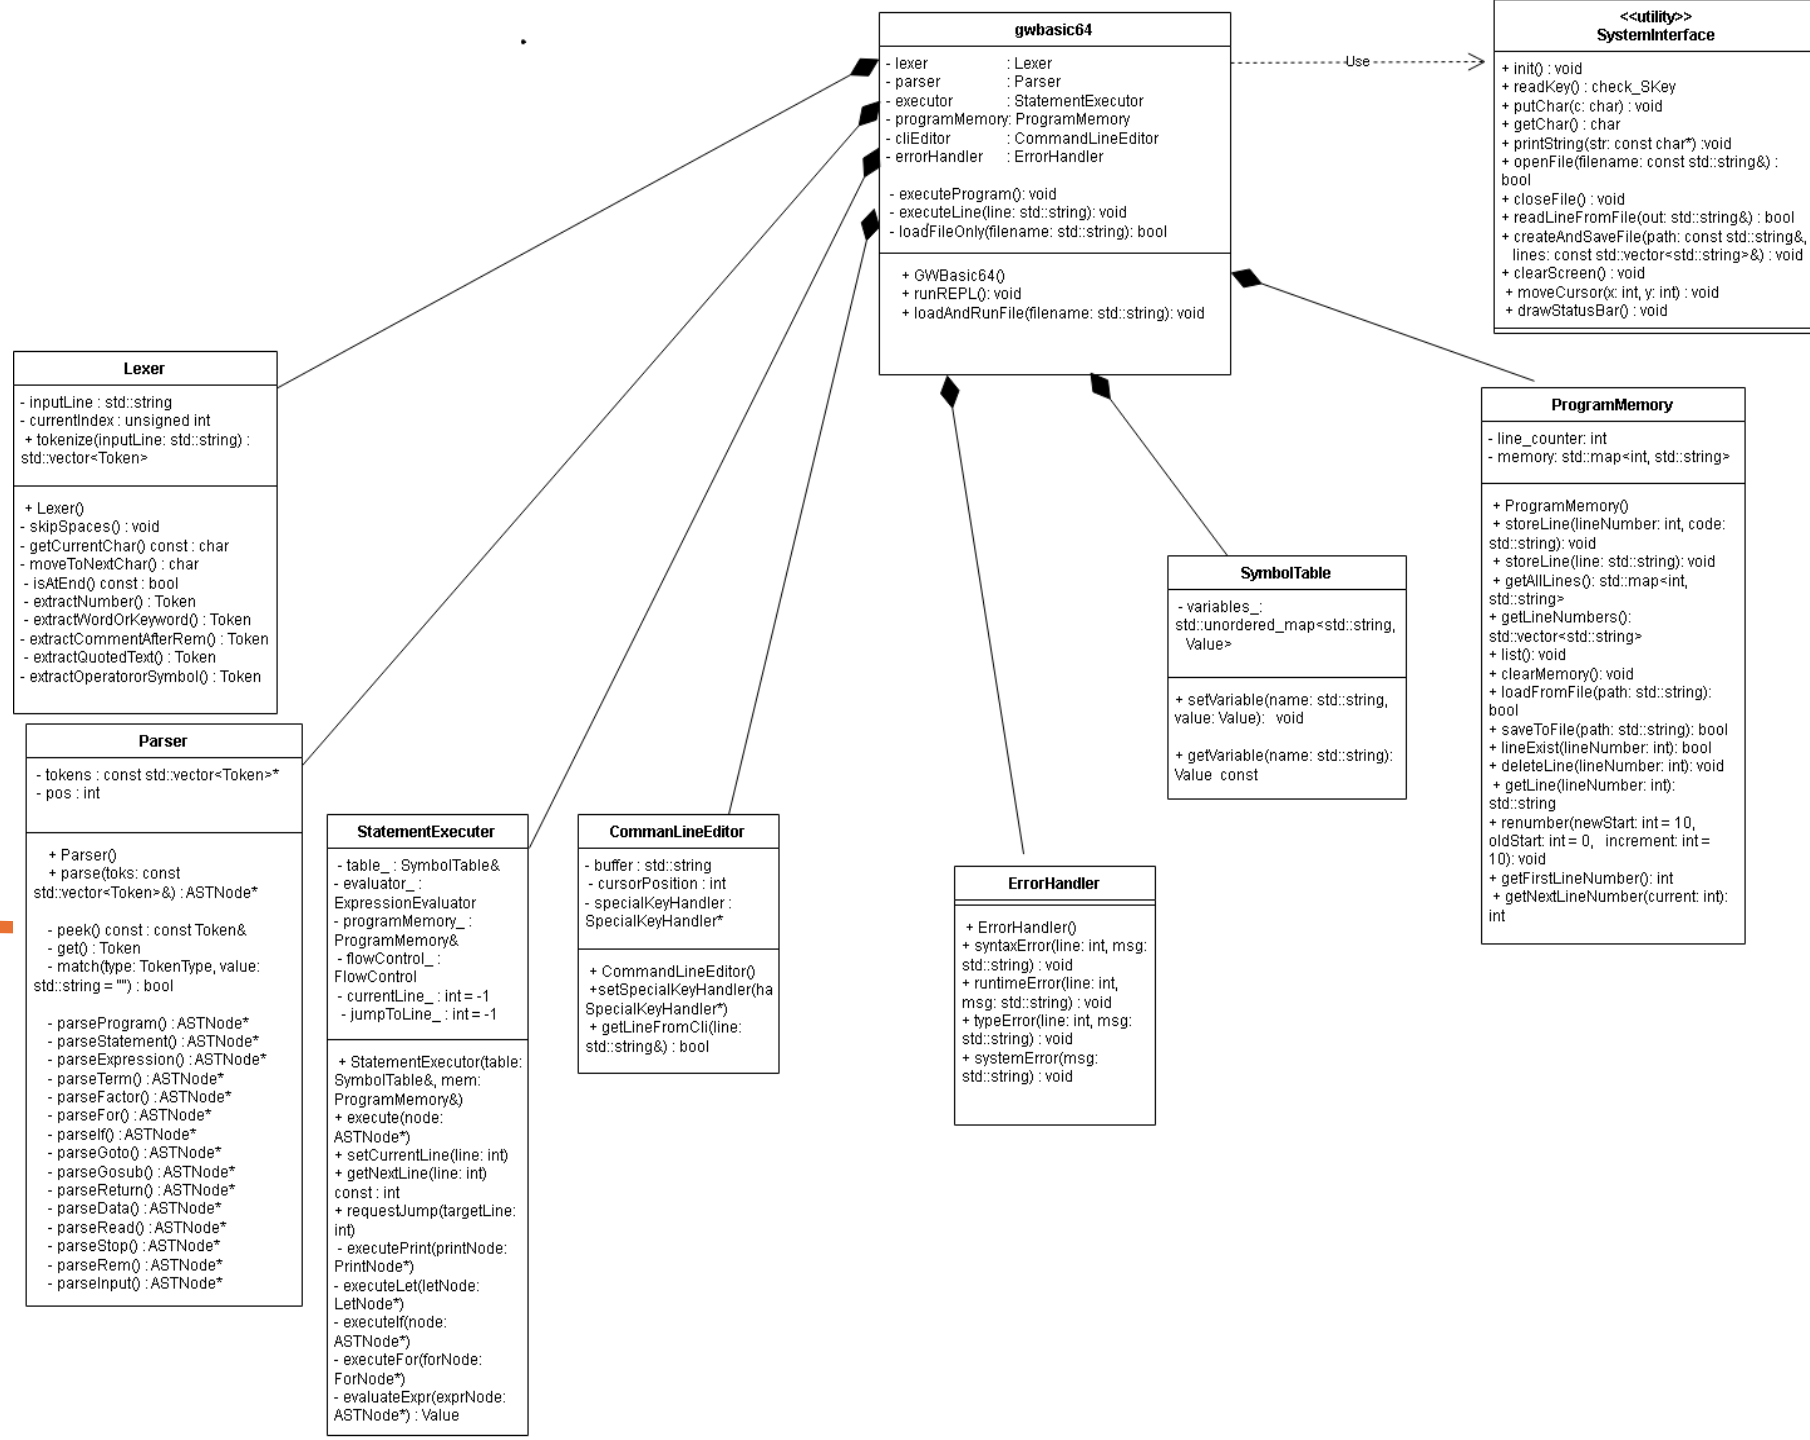 gwbasic64
- lexer : Lexer
- parser : Parser
- executor : StatementExecutor
- programMemory: ProgramMemory
- cliEditor : CommandLineEditor
- errorHandler : ErrorHandler
- executeProgram(): void
- executeLine(line: std::string): void
- loadFileOnly(filename: std::string): bool
+ GWBasic64()
+ runREPL(): void
+ loadAndRunFile(filename: std::string): void
Use
<<utility>>
SystemInterface
+ init() : void
+ readKey() : check_SKey
+ putChar(c: char) : void
+ getChar() : char
+ printString(str: const char*) :void
+ openFile(filename: const std::string&) :
bool
+ closeFile() : void
+ readLineFromFile(out: std::string&) : bool
+ createAndSaveFile(path: const std::string&,
lines: const std::vector<std::string>&) : void
+ clearScreen() : void
+ moveCursor(x: int, y: int) : void
+ drawStatusBar() : void
Lexer
- inputLine : std::string
- currentIndex : unsigned int
+ tokenize(inputLine: std::string) :
std::vector<Token>
+ Lexer()
- skipSpaces() : void
- getCurrentChar() const : char
- moveToNextChar() : char
- isAtEnd() const : bool
- extractNumber() : Token
- extractWordOrKeyword() : Token
- extractCommentAfterRem() : Token
- extractQuotedText() : Token
- extractOperatororSymbol() : Token
Parser
- tokens : const std::vector<Token>*
- pos : int
+ Parser()
+ parse(toks: const
std::vector<Token>&) : ASTNode*
- peek() const : const Token&
- get() : Token
- match(type: TokenType, value:
std::string = "") : bool
- parseProgram() : ASTNode*
- parseStatement() : ASTNode*
- parseExpression() : ASTNode*
- parseTerm() : ASTNode*
- parseFactor() : ASTNode*
- parseFor() : ASTNode*
- parseIf() : ASTNode*
- parseGoto() : ASTNode*
- parseGosub() : ASTNode*
- parseReturn() : ASTNode*
- parseData() : ASTNode*
- parseRead() : ASTNode*
- parseStop() : ASTNode*
- parseRem() : ASTNode*
- parseInput() : ASTNode*
StatementExecuter
- table_ : SymbolTable&
- evaluator_ :
ExpressionEvaluator
- programMemory_ :
ProgramMemory&
- flowControl_ :
FlowControl
- currentLine_ : int = -1
- jumpToLine_ : int = -1
+ StatementExecutor(table:
SymbolTable&, mem:
ProgramMemory&)
+ execute(node:
ASTNode*)
+ setCurrentLine(line: int)
+ getNextLine(line: int)
const : int
+ requestJump(targetLine:
int)
- executePrint(printNode:
PrintNode*)
- executeLet(letNode:
LetNode*)
- executeIf(node:
ASTNode*)
- executeFor(forNode:
ForNode*)
- evaluateExpr(exprNode:
ASTNode*) : Value
CommanLineEditor
- buffer : std::string
- cursorPosition : int
- specialKeyHandler :
SpecialKeyHandler*
+ CommandLineEditor()
+setSpecialKeyHandler(ha
SpecialKeyHandler*)
+ getLineFromCli(line:
std::string&) : bool
ErrorHandler
+ ErrorHandler()
+ syntaxError(line: int, msg:
std::string) : void
+ runtimeError(line: int,
msg: std::string) : void
+ typeError(line: int, msg:
std::string) : void
+ systemError(msg:
std::string) : void
SymbolTable
- variables_:
std::unordered_map<std::string,
Value>
+ setVariable(name: std::string,
value: Value): void
+ getVariable(name: std::string):
Value const
ProgramMemory
- line_counter: int
- memory: std::map<int, std::string>
+ ProgramMemory()
+ storeLine(lineNumber: int, code:
std::string): void
+ storeLine(line: std::string): void
+ getAllLines(): std::map<int,
std::string>
+ getLineNumbers():
std::vector<std::string>
+ list(): void
+ clearMemory(): void
+ loadFromFile(path: std::string):
bool
+ saveToFile(path: std::string): bool
+ lineExist(lineNumber: int): bool
+ deleteLine(lineNumber: int): void
+ getLine(lineNumber: int):
std::string
+ renumber(newStart: int = 10,
oldStart: int = 0, increment: int =
10): void
+ getFirstLineNumber(): int
+ getNextLineNumber(current: int):
int